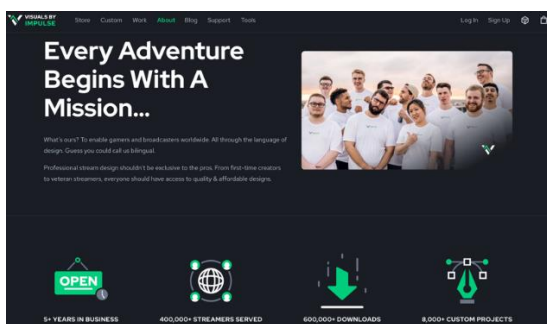 VISUALS BY
IMPULSE
Store Custom Work About Blog Support Tools
Log In Sign Up
Every Adventure
Begins With A
Mission...
What's ours? To enable gamers and broadcasters worldwide. All through the language of
design. Guess you could call us bilingual.
Professional stream design shouldn't be exclusive to the pros. From first-time creators
to veteran streamers, everyone should have access to quality & affordable designs.
OPEN
5+ YEARS IN BUSINESS
400,000+ STREAMERS SERVED
600,000+ DOWNLOADS
8,000+ CUSTOM PROJECTS